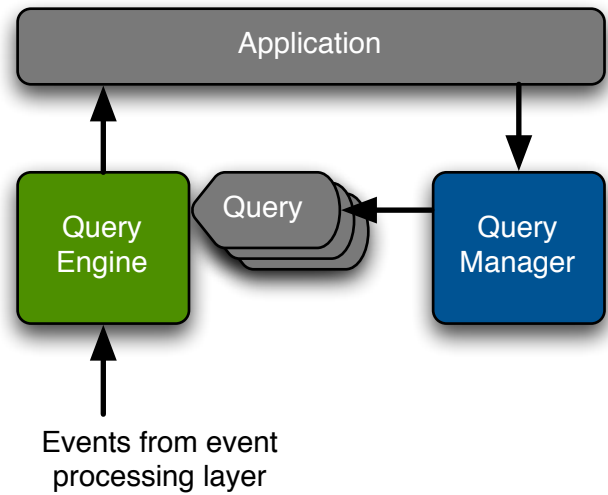 Application
Query
Engine
Query
Query
Manager
Events from event
processing layer